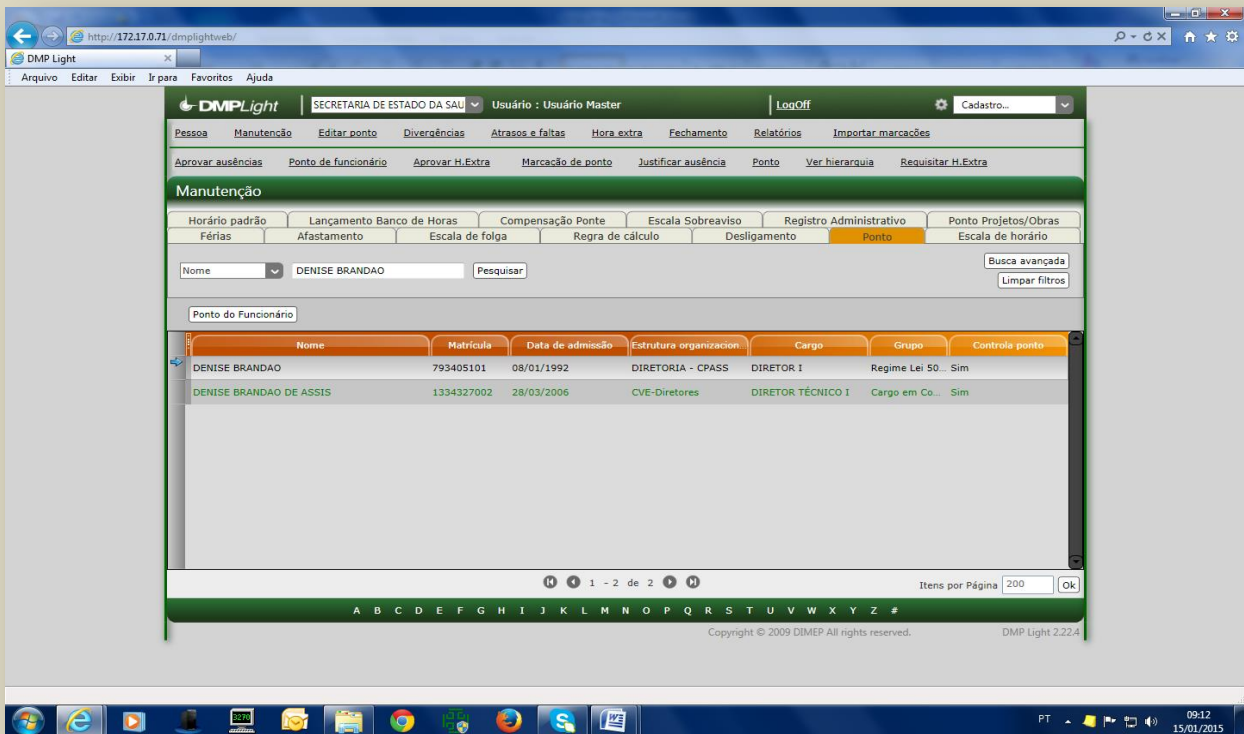 http://172.17.0.71/dmplightweb/
DMP Light
Arquivo Editar Exibir Ir para Favoritos Ajuda
DMPLight SECRETARIA DE ESTADO DA SAU Usuário : Usuário Master LogOff Cadastro...
Pessoa Manutenção Editar ponto Divergências Atrasos e faltas Hora extra Fechamento Relatórios Importar marcações
Aprovar ausências Ponto de funcionário Aprovar H.Extra Marcação de ponto Justificar ausência Ponto Ver hierarquia Requisitar H.Extra
Manutenção
Horário padrão Lançamento Banco de Horas Compensação Ponte Escala Sobreaviso Registro Administrativo Ponto Projetos/Obras
Férias Afastamento Escala de folga Regra de cálculo Desligamento Ponto Escala de horário
Busca avançada
Nome DENISE BRANDAO Pesquisar
Limpar filtros
Ponto do Funcionário
Nome Matrícula Data de admissão Estrutura organizacion. Cargo Grupo Controla ponto
DENISE BRANDAO 793405101 08/01/1992 DIRETORIA - CPASS DIRETOR I Regime Lei 50... Sim
DENISE BRANDAO DE ASSIS 1334327002 28/03/2006 CVE-Diretores DIRETOR TÉCNICO I Cargo em Co... Sim
1 - 2 de 2
Itens por Página 200 Ok
A B C D E F G H I J K L M N O P Q R S T U V W X Y Z #
Copyright © 2009 DIMEP All rights reserved. DMP Light 2.22.4
3270
PT 09:12
15/01/2015